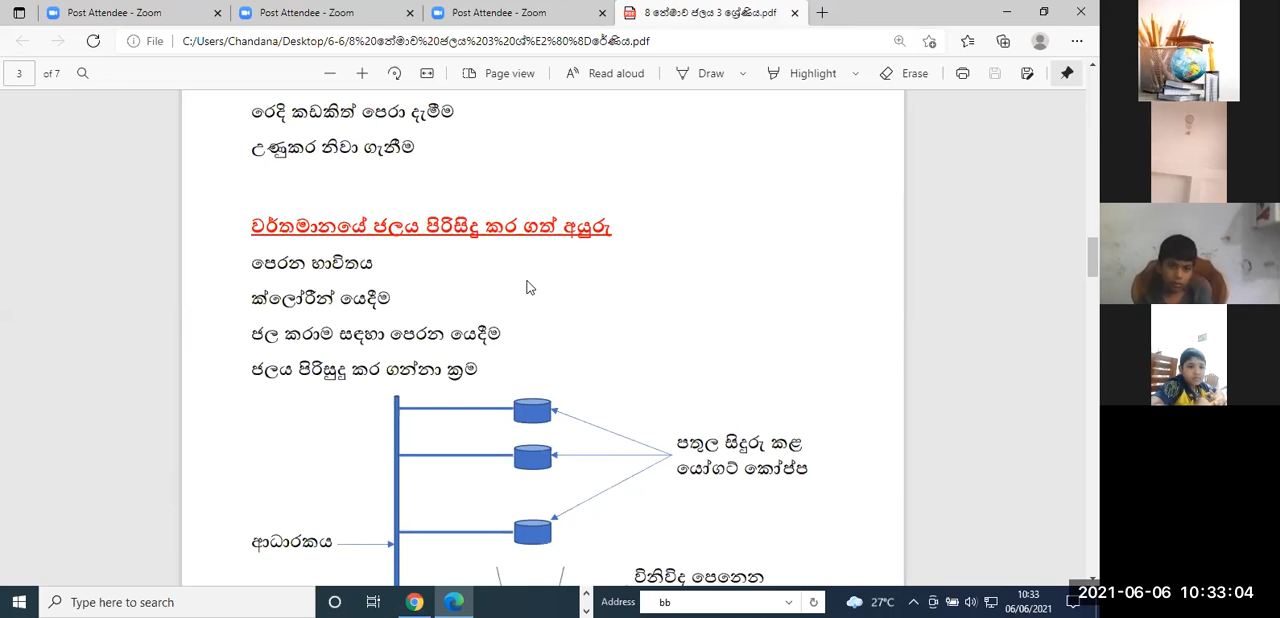 Post Attendee - Zoom
Post Attendee - Zoom
Post Attendee - Zoom
8 තේමාව ජලය 3 ශ්‍රේණිය.pdf
File
C:/Users/Chandana/Desktop/6-6/8%20තේමාව%20ජලය%203%20ශ්%E2%80%8Dරේණිය.pdf
3
of 7
Page view
Read aloud
Draw
Highlight
Erase
රෙදි කඩකින් පෙරා දැමීම
උණුකර නිවා ගැනීම
වර්තමානයේ ජලය පිරිසිදු කර ගත් අයුරු
පෙරන භාවිතය
ක්ලෝරීන් යෙදීම
ජල කරාම සඳහා පෙරන යෙදීම
ජලය පිරිසුදු කර ගන්නා ක්‍රම
පතුල සිදුරු කළ
යෝගට් කෝප්ප
ආධාරකය
විනිවිද පෙනෙන
Type here to search
Address
bb
27°C
10:33
06/06/2021
2021-06-06 10:33:04